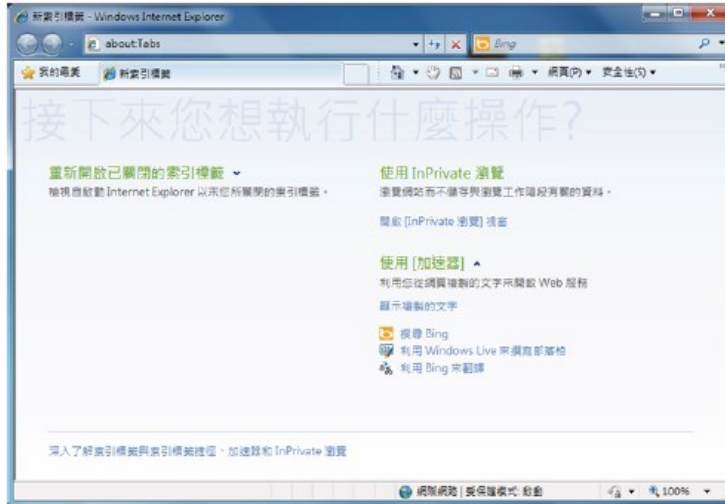 新索引標籤 - Windows Internet Explorer
about:Tabs
Bing
我的最愛
新索引標籤
網頁(P)
安全性(S)
接下來您想執行什麼操作?
重新開啟已關閉的索引標籤
檢視自啟動 Internet Explorer 以來您所關閉的索引標籤。
使用 InPrivate 瀏覽
瀏覽網站而不儲存與瀏覽工作階段有關的資料。
開啟 [InPrivate 瀏覽] 視窗
使用 [加速器]
利用您從網頁複製的文字來開啟 Web 服務
顯示複製的文字
搜尋 Bing
利用 Windows Live 來撰寫部落格
利用 Bing 來翻譯
深入了解索引標籤與索引標籤捷徑、加速器和 InPrivate 瀏覽
網際網路 | 受保護模式: 啟動
100%